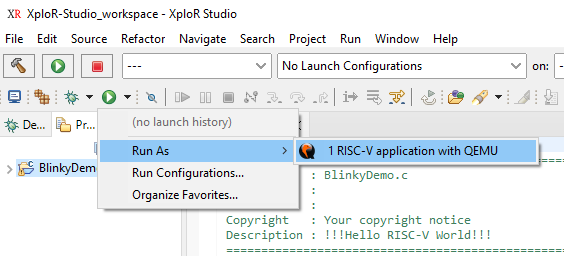 XR XploR-Studio_workspace - XploR Studio
File Edit Source Refactor Navigate Search Project Run Window Help
--- No Launch Configurations on: -
De... Pr...
(no launch history)
Run As 1 RISC-V application with QEMU
BlinkyDemo
Run Configurations... : BlinkyDemo.c
:
Organize Favorites... :
Copyright : Your copyright notice
Description : !!!Hello RISC-V World!!!